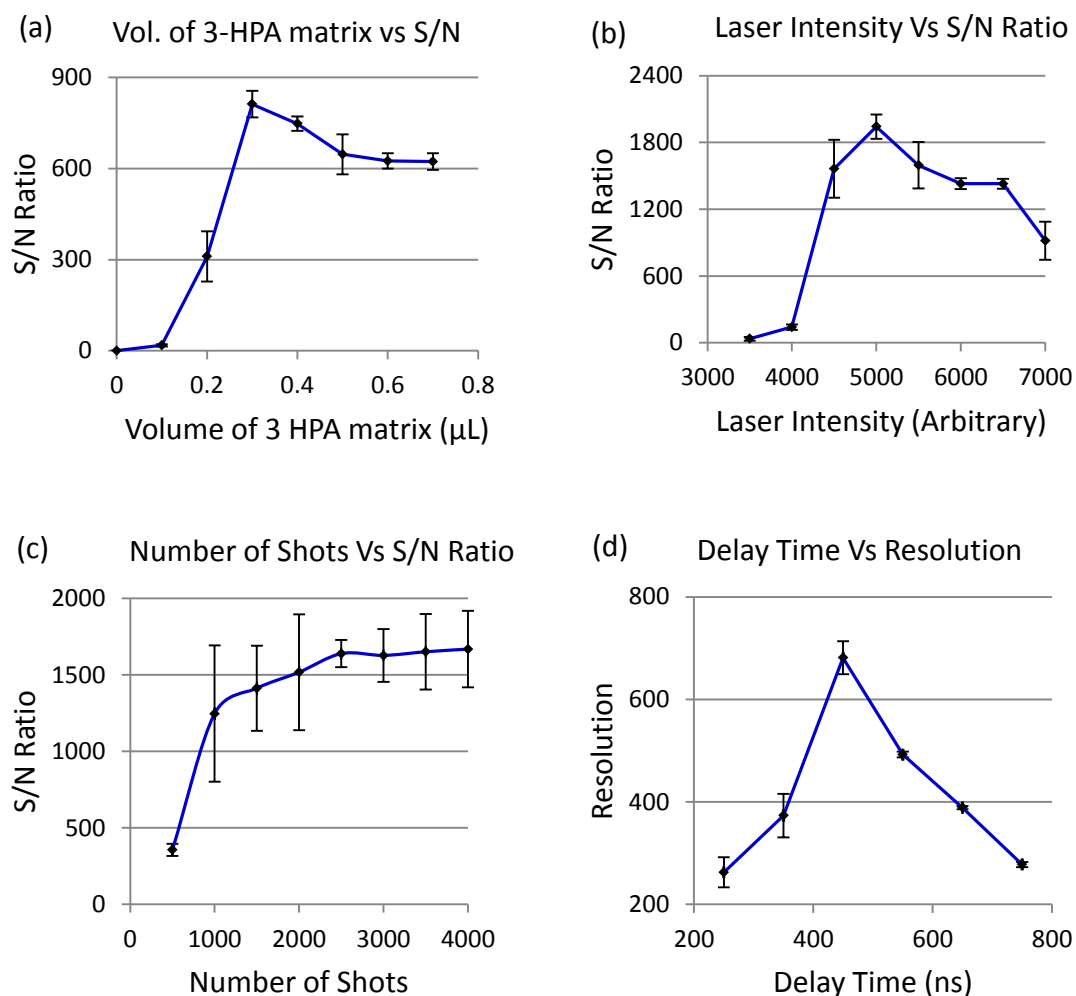 (a) Vol. of 3-HPA matrix vs S/N
900
600
300
0
S/N Ratio
0 0.2 0.4 0.6 0.8
Volume of 3 HPA matrix (µL)
(b) Laser Intensity Vs S/N Ratio
2400
1800
1200
600
0
S/N Ratio
3000 4000 5000 6000 7000
Laser Intensity (Arbitrary)
(c) Number of Shots Vs S/N Ratio
2000
1500
1000
500
0
S/N Ratio
0 1000 2000 3000 4000
Number of Shots
(d) Delay Time Vs Resolution
800
600
400
200
Resolution
200 400 600 800
Delay Time (ns)